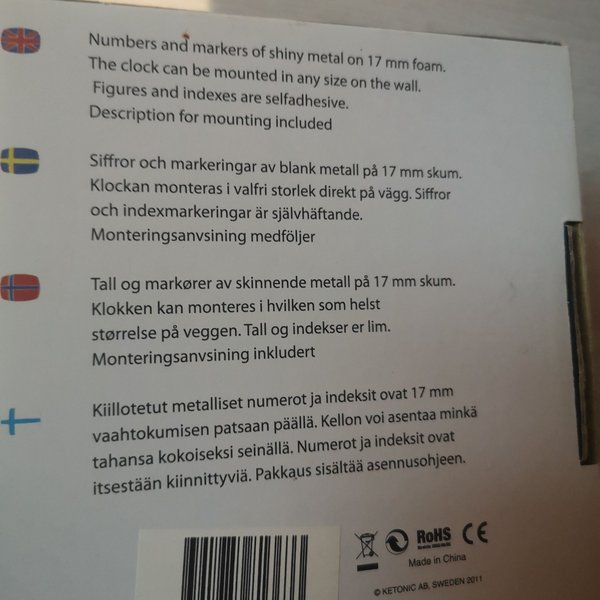 Numbers and markers of shiny metal on 17 mm foam.
The clock can be mounted in any size on the wall.
Figures and indexes are selfadhesive.
Description for mounting included
Siffror och markeringar av blank metall på 17 mm skum.
Klockan monteras i valfri storlek direkt på vägg. Siffror
och indexmarkeringar är självhäftande.
Monteringsanvsining medföljer
Tall og markører av skinnende metall på 17 mm skum.
Klokken kan monteres i hvilken som helst
størrelse på veggen. Tall og indekser er lim.
Monteringsanvsining inkludert
Kiillotetut metalliset numerot ja indeksit ovat 17 mm
vaahtokumisen patsaan päällä. Kellon voi asentaa minkä
tahansa kokoiseksi seinällä. Numerot ja indeksit ovat
itsestään kiinnittyviä. Pakkaus sisältää asennusohjeen.
RoHS CE
Made in China
© KETONIC AB, SWEDEN 2011